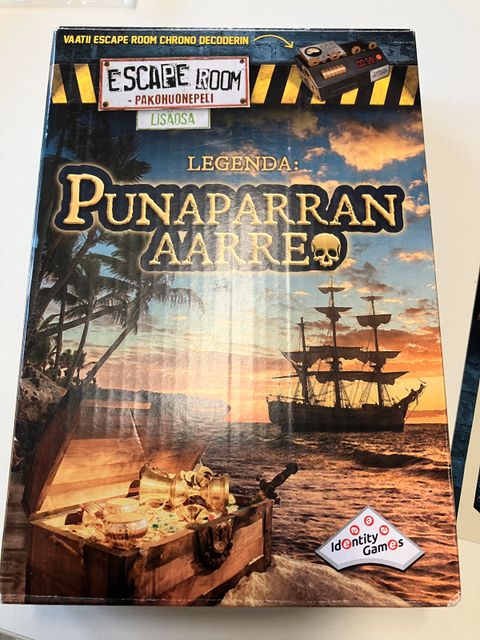 VAATII ESCAPE ROOM CHRONO DECODERIN
ESCAPE ROOM
- PAKOHUONEPELI
LISÄOSA
LEGENDA:
PUNAPARRAN
AARRE
Identity
Games